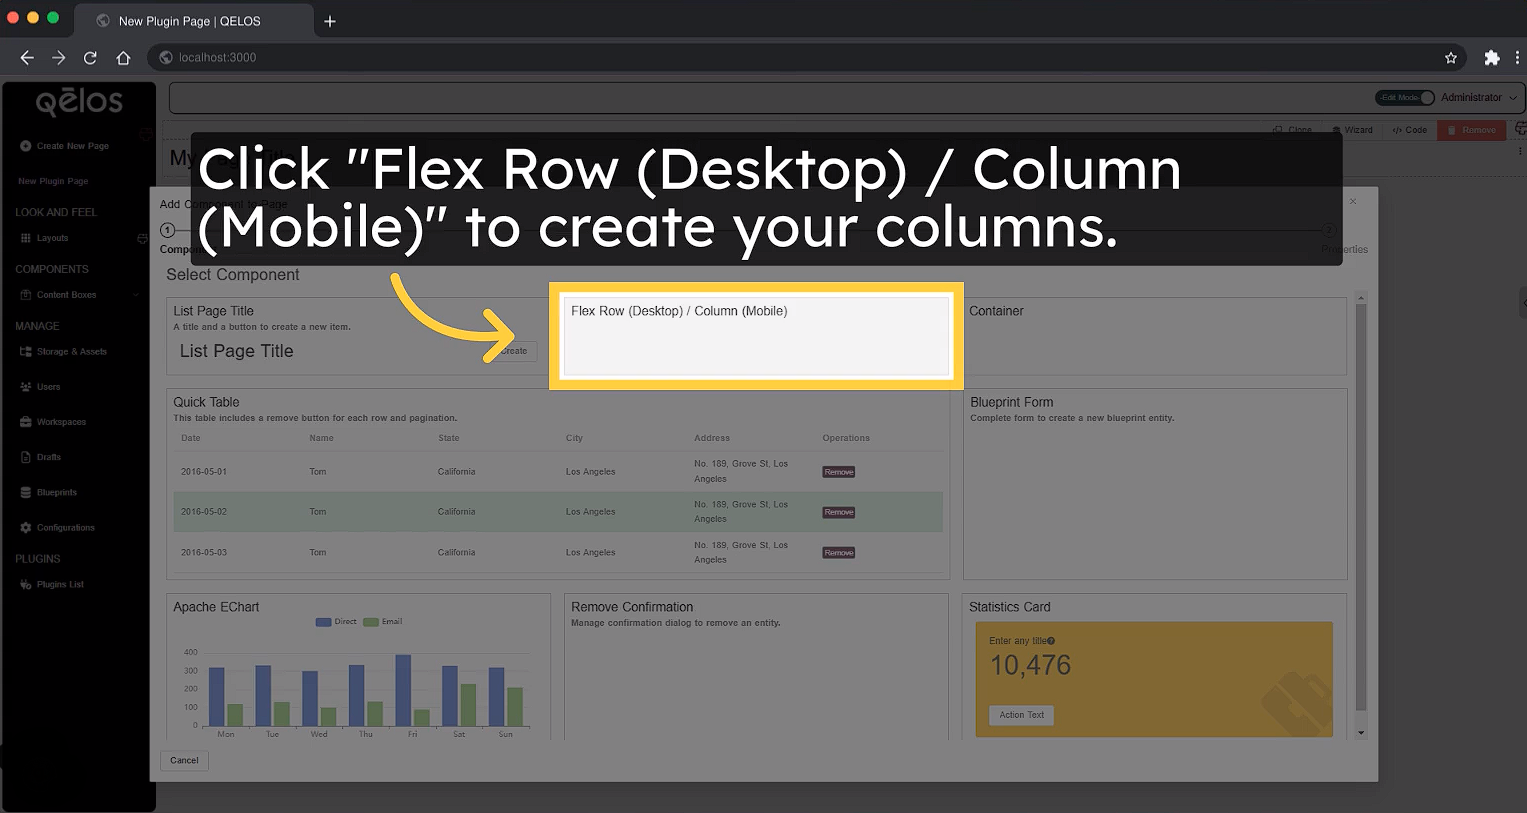 New Plugin Page | QELOS
localhost:3000
qēlos
Edit Mode
Administrator
Create New Page
New Plugin Page
LOOK AND FEEL
Layouts
COMPONENTS
Content Boxes
MANAGE
Storage & Assets
Users
Workspaces
Drafts
Blueprints
Configurations
PLUGINS
Plugins List
Clone
Wizard
</> Code
Remove
Click "Flex Row (Desktop) / Column
(Mobile)" to create your columns.
Add Component to Page
1
2
Properties
Select Component
List Page Title
A title and a button to create a new item.
List Page Title
Create
Flex Row (Desktop) / Column (Mobile)
Container
Quick Table
This table includes a remove button for each row and pagination.
Date Name State City Address Operations
2016-05-01 Tom California Los Angeles No. 189, Grove St, Los Angeles Remove
2016-05-02 Tom California Los Angeles No. 189, Grove St, Los Angeles Remove
2016-05-03 Tom California Los Angeles No. 189, Grove St, Los Angeles Remove
Blueprint Form
Complete form to create a new blueprint entity.
Apache EChart
Direct Email
400
300
200
100
0
Mon Tue Wed Thu Fri Sat Sun
Remove Confirmation
Manage confirmation dialog to remove an entity.
Statistics Card
Enter any title
10,476
Action Text
Cancel